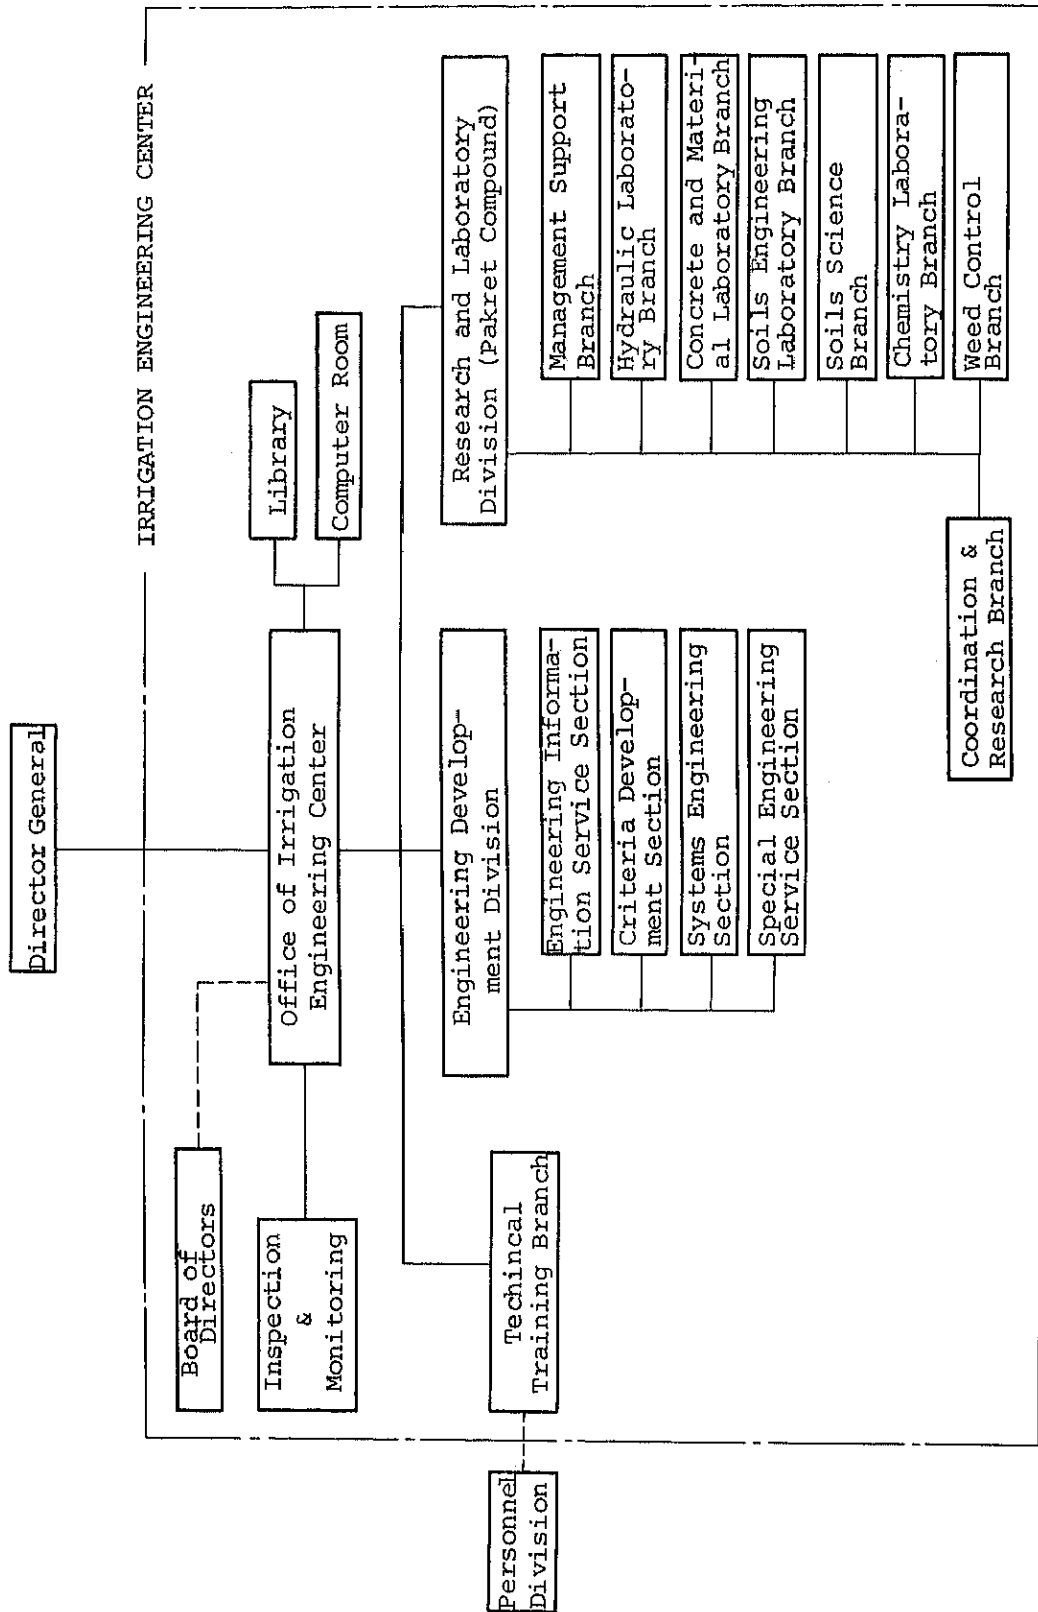 Director General
IRRIGATION ENGINEERING CENTER
Board of
Directors
Inspection
&
Monitoring
Office of Irrigation
Engineering Center
Library
Computer Room
Personnel
Division
Techincal
Training Branch
Engineering Develop-
ment Division
Engineering Informa-
tion Service Section
Criteria Develop-
ment Section
Systems Engineering
Section
Special Engineering
Service Section
Research and Laboratory
Division (Pakret Compound)
Management Support
Branch
Hydraulic Laborato-
ry Branch
Concrete and Materi-
al Laboratory Branch
Soils Engineering
Laboratory Branch
Soils Science
Branch
Chemistry Labora-
tory Branch
Weed Control
Branch
Coordination &
Research Branch